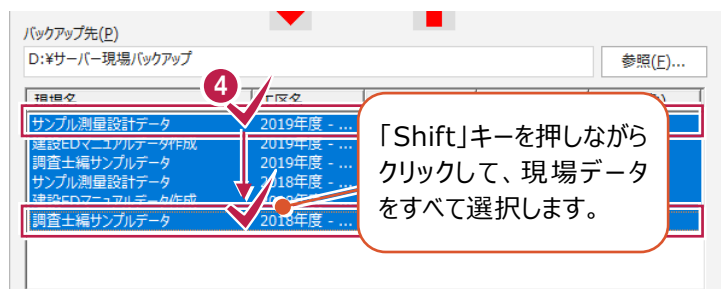 バックアップ先(P)
D:¥サーバー現場バックアップ
参照(E)...
4
現場名
工区名
サンプル測量設計データ
2019年度 - ...
建設EDマニュアルデータ作成
2019年度 - ...
調査士編サンプルデータ
2019年度 - ...
サンプル測量設計データ
2018年度 - ...
建設EDマニュアルデータ作成
調査士編サンプルデータ
2018年度 - ...
「Shift」キーを押しながら
クリックして、現場データ
をすべて選択します。